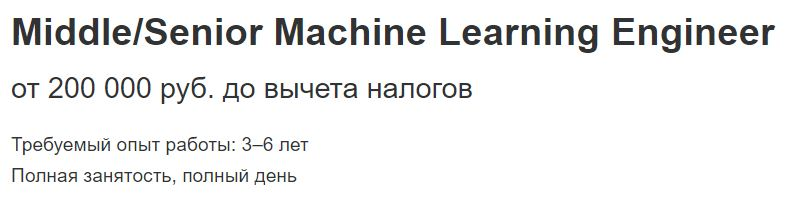 Middle/Senior Machine Learning Engineer
от 200 000 руб. до вычета налогов
Требуемый опыт работы: 3–6 лет
Полная занятость, полный день